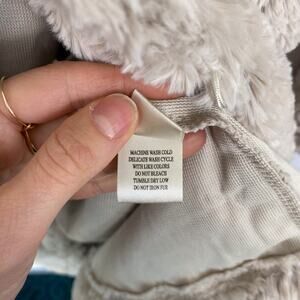 MACHINE WASH COLD
DELICATE WASH CYCLE
WITH LIKE COLORS
DO NOT BLEACH
TUMBLE DRY LOW
DO NOT IRON FUR